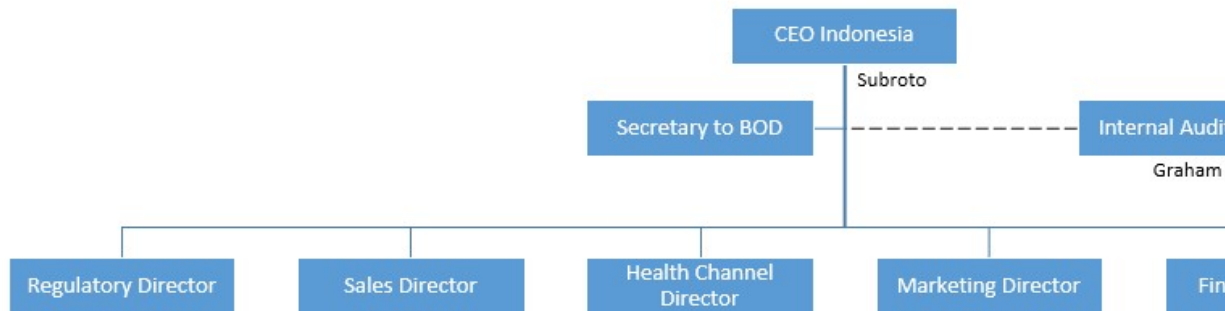 CEO Indonesia
Subroto
Secretary to BOD
Internal Audi
Graham
Regulatory Director
Sales Director
Health Channel
Director
Marketing Director
Fin